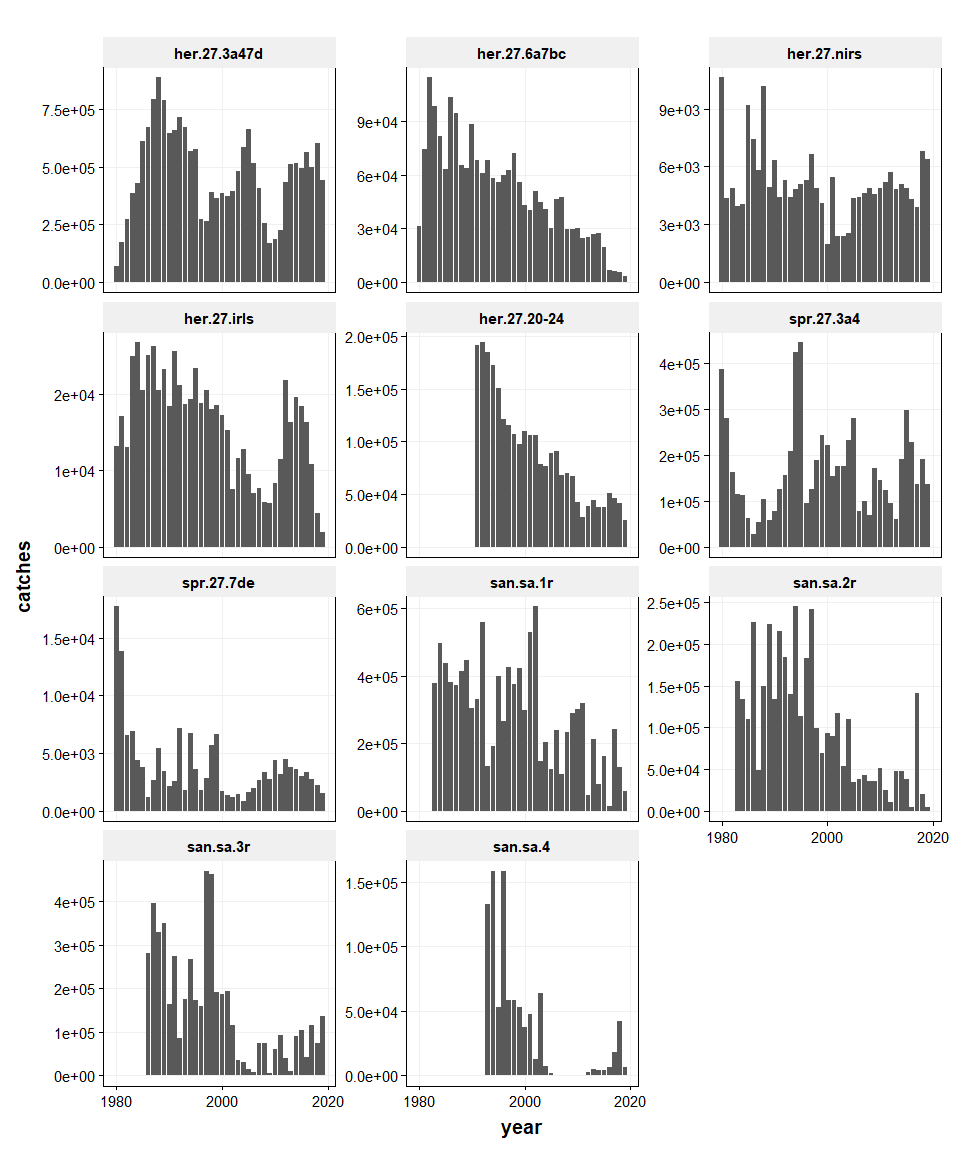 her.27.3a47d
her.27.6a7bc
her.27.nirs
7.5e+05
5.0e+05
2.5e+05
0.0e+00
9e+04
6e+04
3e+04
0e+00
9e+03
6e+03
3e+03
0e+00
her.27.irls
her.27.20-24
spr.27.3a4
2e+04
1e+04
0e+00
2.0e+05
1.5e+05
1.0e+05
5.0e+04
0.0e+00
4e+05
3e+05
2e+05
1e+05
0e+00
catches
spr.27.7de
san.sa.1r
san.sa.2r
1.5e+04
1.0e+04
5.0e+03
0.0e+00
6e+05
4e+05
2e+05
0e+00
2.5e+05
2.0e+05
1.5e+05
1.0e+05
5.0e+04
0.0e+00
1980 2000 2020
san.sa.3r
san.sa.4
4e+05
3e+05
2e+05
1e+05
0e+00
1.5e+05
1.0e+05
5.0e+04
0.0e+00
1980 2000 2020
1980 2000 2020
year